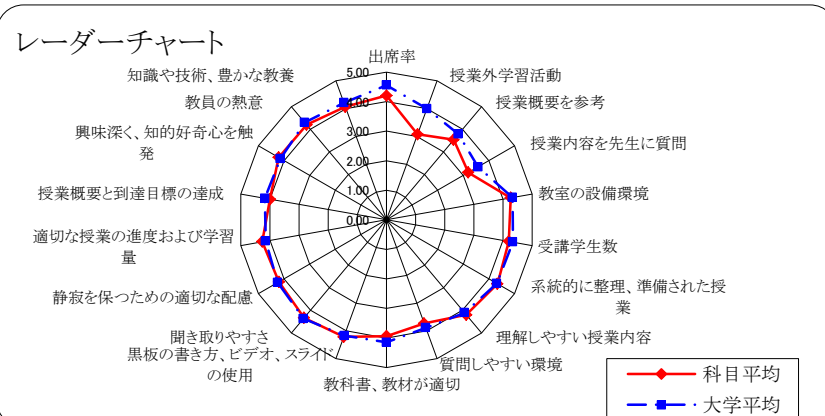 レーダーチャート
出席率
授業外学習活動
授業概要を参考
授業内容を先生に質問
教室の設備環境
受講学生数
系統的に整理、準備された授
業
理解しやすい授業内容
質問しやすい環境
教科書、教材が適切
黒板の書き方、ビデオ、スライド
の使用
聞き取りやすさ
静寂を保つための適切な配慮
適切な授業の進度および学習
量
授業概要と到達目標の達成
興味深く、知的好奇心を触
発
教員の熱意
知識や技術、豊かな教養
5.00
4.00
3.00
2.00
1.00
0.00
科目平均
大学平均